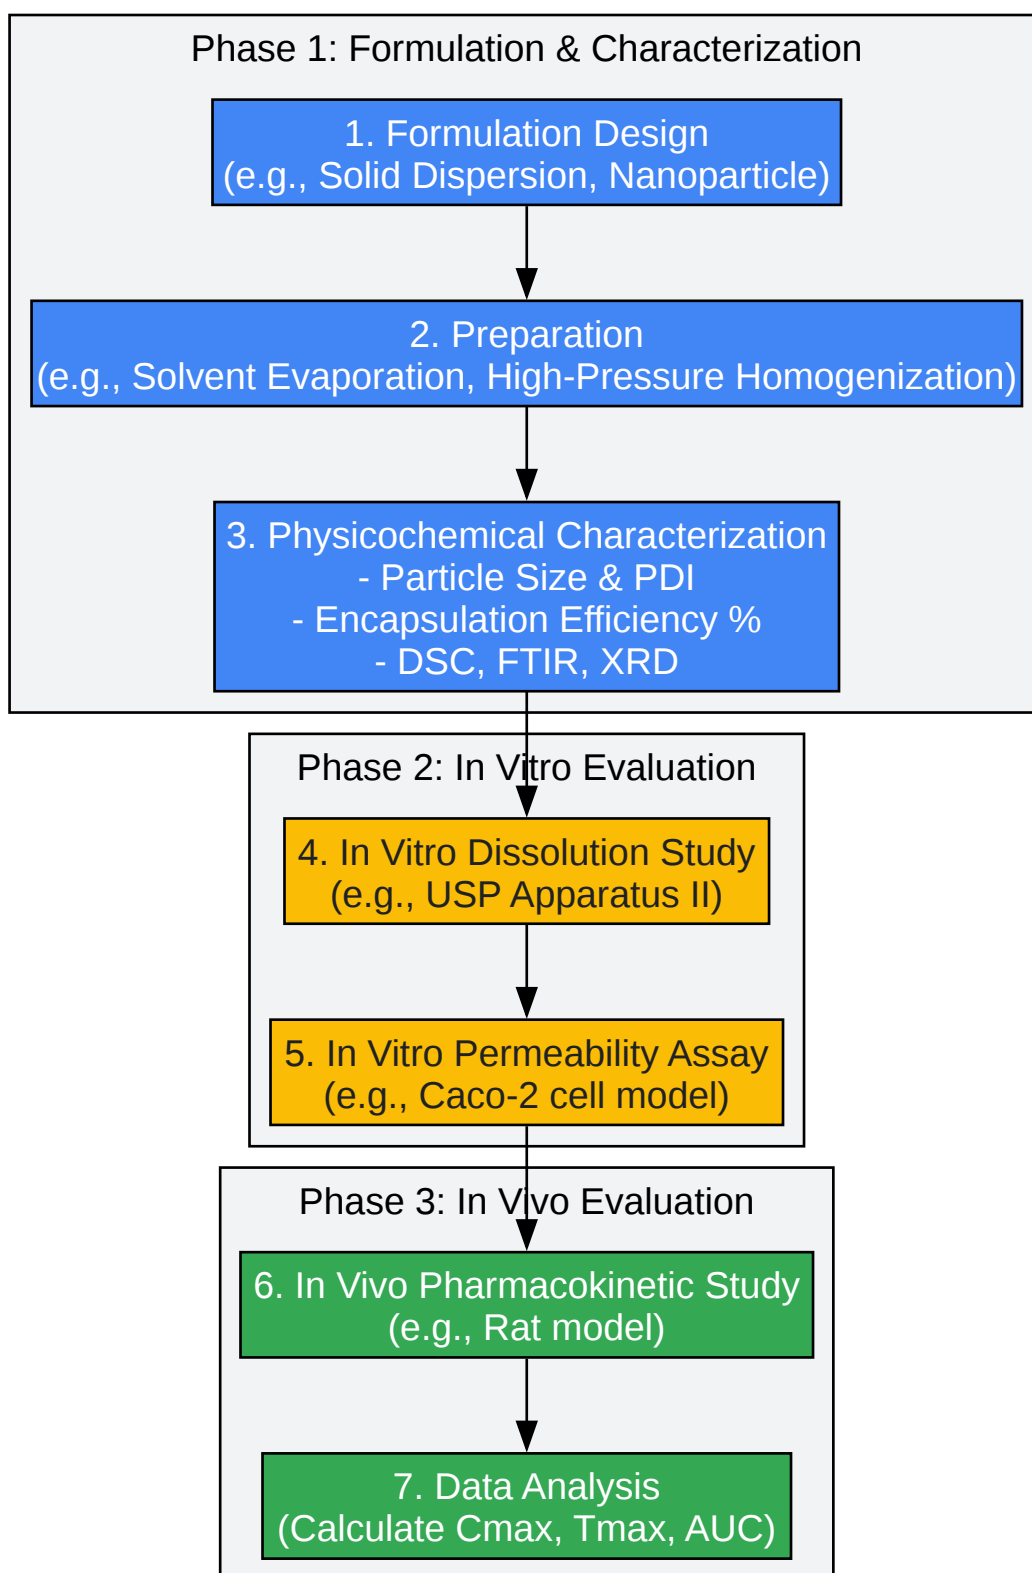 Phase 1: Formulation & Characterization
1. Formulation Design
(e.g., Solid Dispersion, Nanoparticle)
2. Preparation
(e.g., Solvent Evaporation, High-Pressure Homogenization)
3. Physicochemical Characterization
- Particle Size & PDI
- Encapsulation Efficiency %
- DSC, FTIR, XRD
Phase 2: In Vitro Evaluation
4. In Vitro Dissolution Study
(e.g., USP Apparatus II)
5. In Vitro Permeability Assay
(e.g., Caco-2 cell model)
Phase 3: In Vivo Evaluation
6. In Vivo Pharmacokinetic Study
(e.g., Rat model)
7. Data Analysis
(Calculate Cmax, Tmax, AUC)